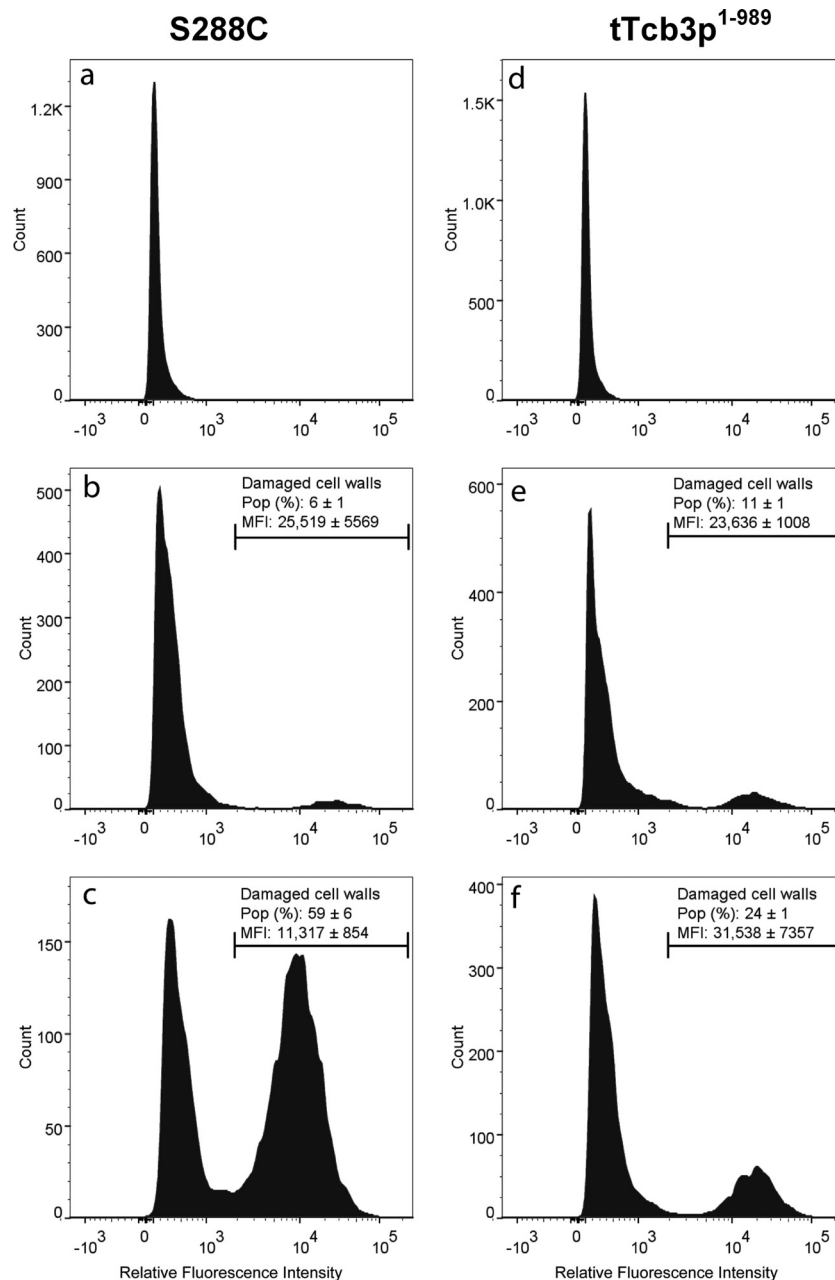 S288C
tTcb3p1-989
a
1.2K
900
600
300
0
Count
-10³ 0 10³ 10⁴ 10⁵
d
1.5K
1.0K
500
0
Count
-10³ 0 10³ 10⁴ 10⁵
b
Damaged cell walls
Pop (%): 6 ± 1
MFI: 25,519 ± 5569
500
400
300
200
100
0
Count
-10³ 0 10³ 10⁴ 10⁵
e
Damaged cell walls
Pop (%): 11 ± 1
MFI: 23,636 ± 1008
600
400
200
0
Count
-10³ 0 10³ 10⁴ 10⁵
c
Damaged cell walls
Pop (%): 59 ± 6
MFI: 11,317 ± 854
150
100
50
0
Count
-10³ 0 10³ 10⁴ 10⁵
Relative Fluorescence Intensity
f
Damaged cell walls
Pop (%): 24 ± 1
MFI: 31,538 ± 7357
400
300
200
100
0
Count
-10³ 0 10³ 10⁴ 10⁵
Relative Fluorescence Intensity